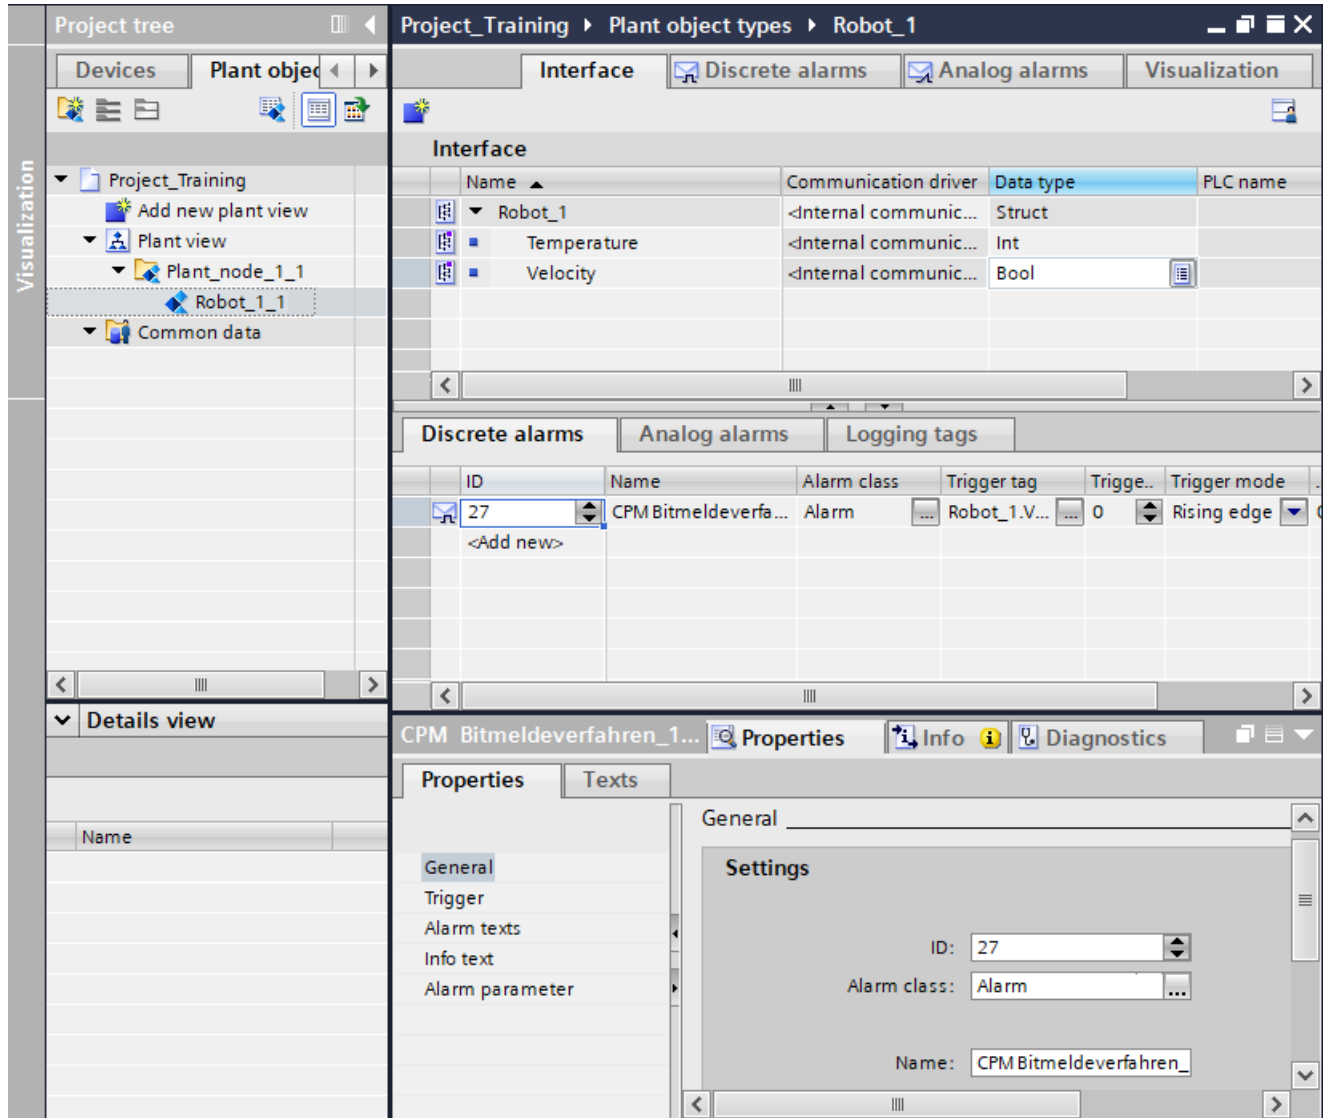 Project tree
Project_Training ▸ Plant object types ▸ Robot_1
Devices
Plant objec
Interface
Discrete alarms
Analog alarms
Visualization
Visualization
Interface
Name
Communication driver
Data type
PLC name
Project_Training
Add new plant view
Plant view
Plant_node_1_1
Robot_1_1
Common data
Robot_1
<Internal communic...
Struct
Temperature
<Internal communic...
Int
Velocity
<Internal communic...
Bool
Discrete alarms
Analog alarms
Logging tags
ID
Name
Alarm class
Trigger tag
Trigge..
Trigger mode
27
CPM Bitmeldeverfa...
Alarm
...
Robot_1.V...
...
0
Rising edge
<Add new>
Details view
Name
CPM Bitmeldeverfahren_1...
Properties
Info
Diagnostics
Properties
Texts
General
Trigger
Alarm texts
Info text
Alarm parameter
General
Settings
ID:
27
Alarm class:
Alarm
...
Name:
CPM Bitmeldeverfahren_